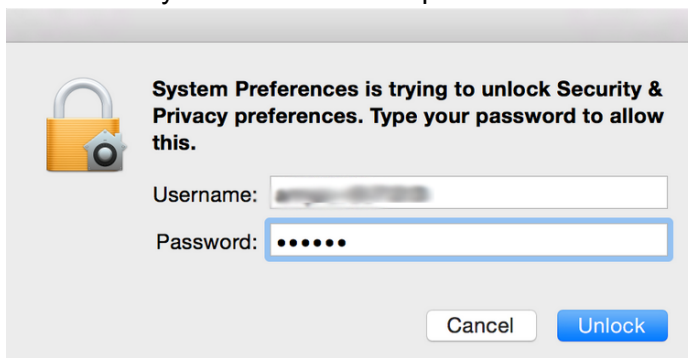 System Preferences is trying to unlock Security &
Privacy preferences. Type your password to allow
this.
Username:
Password: ••••••
Cancel Unlock